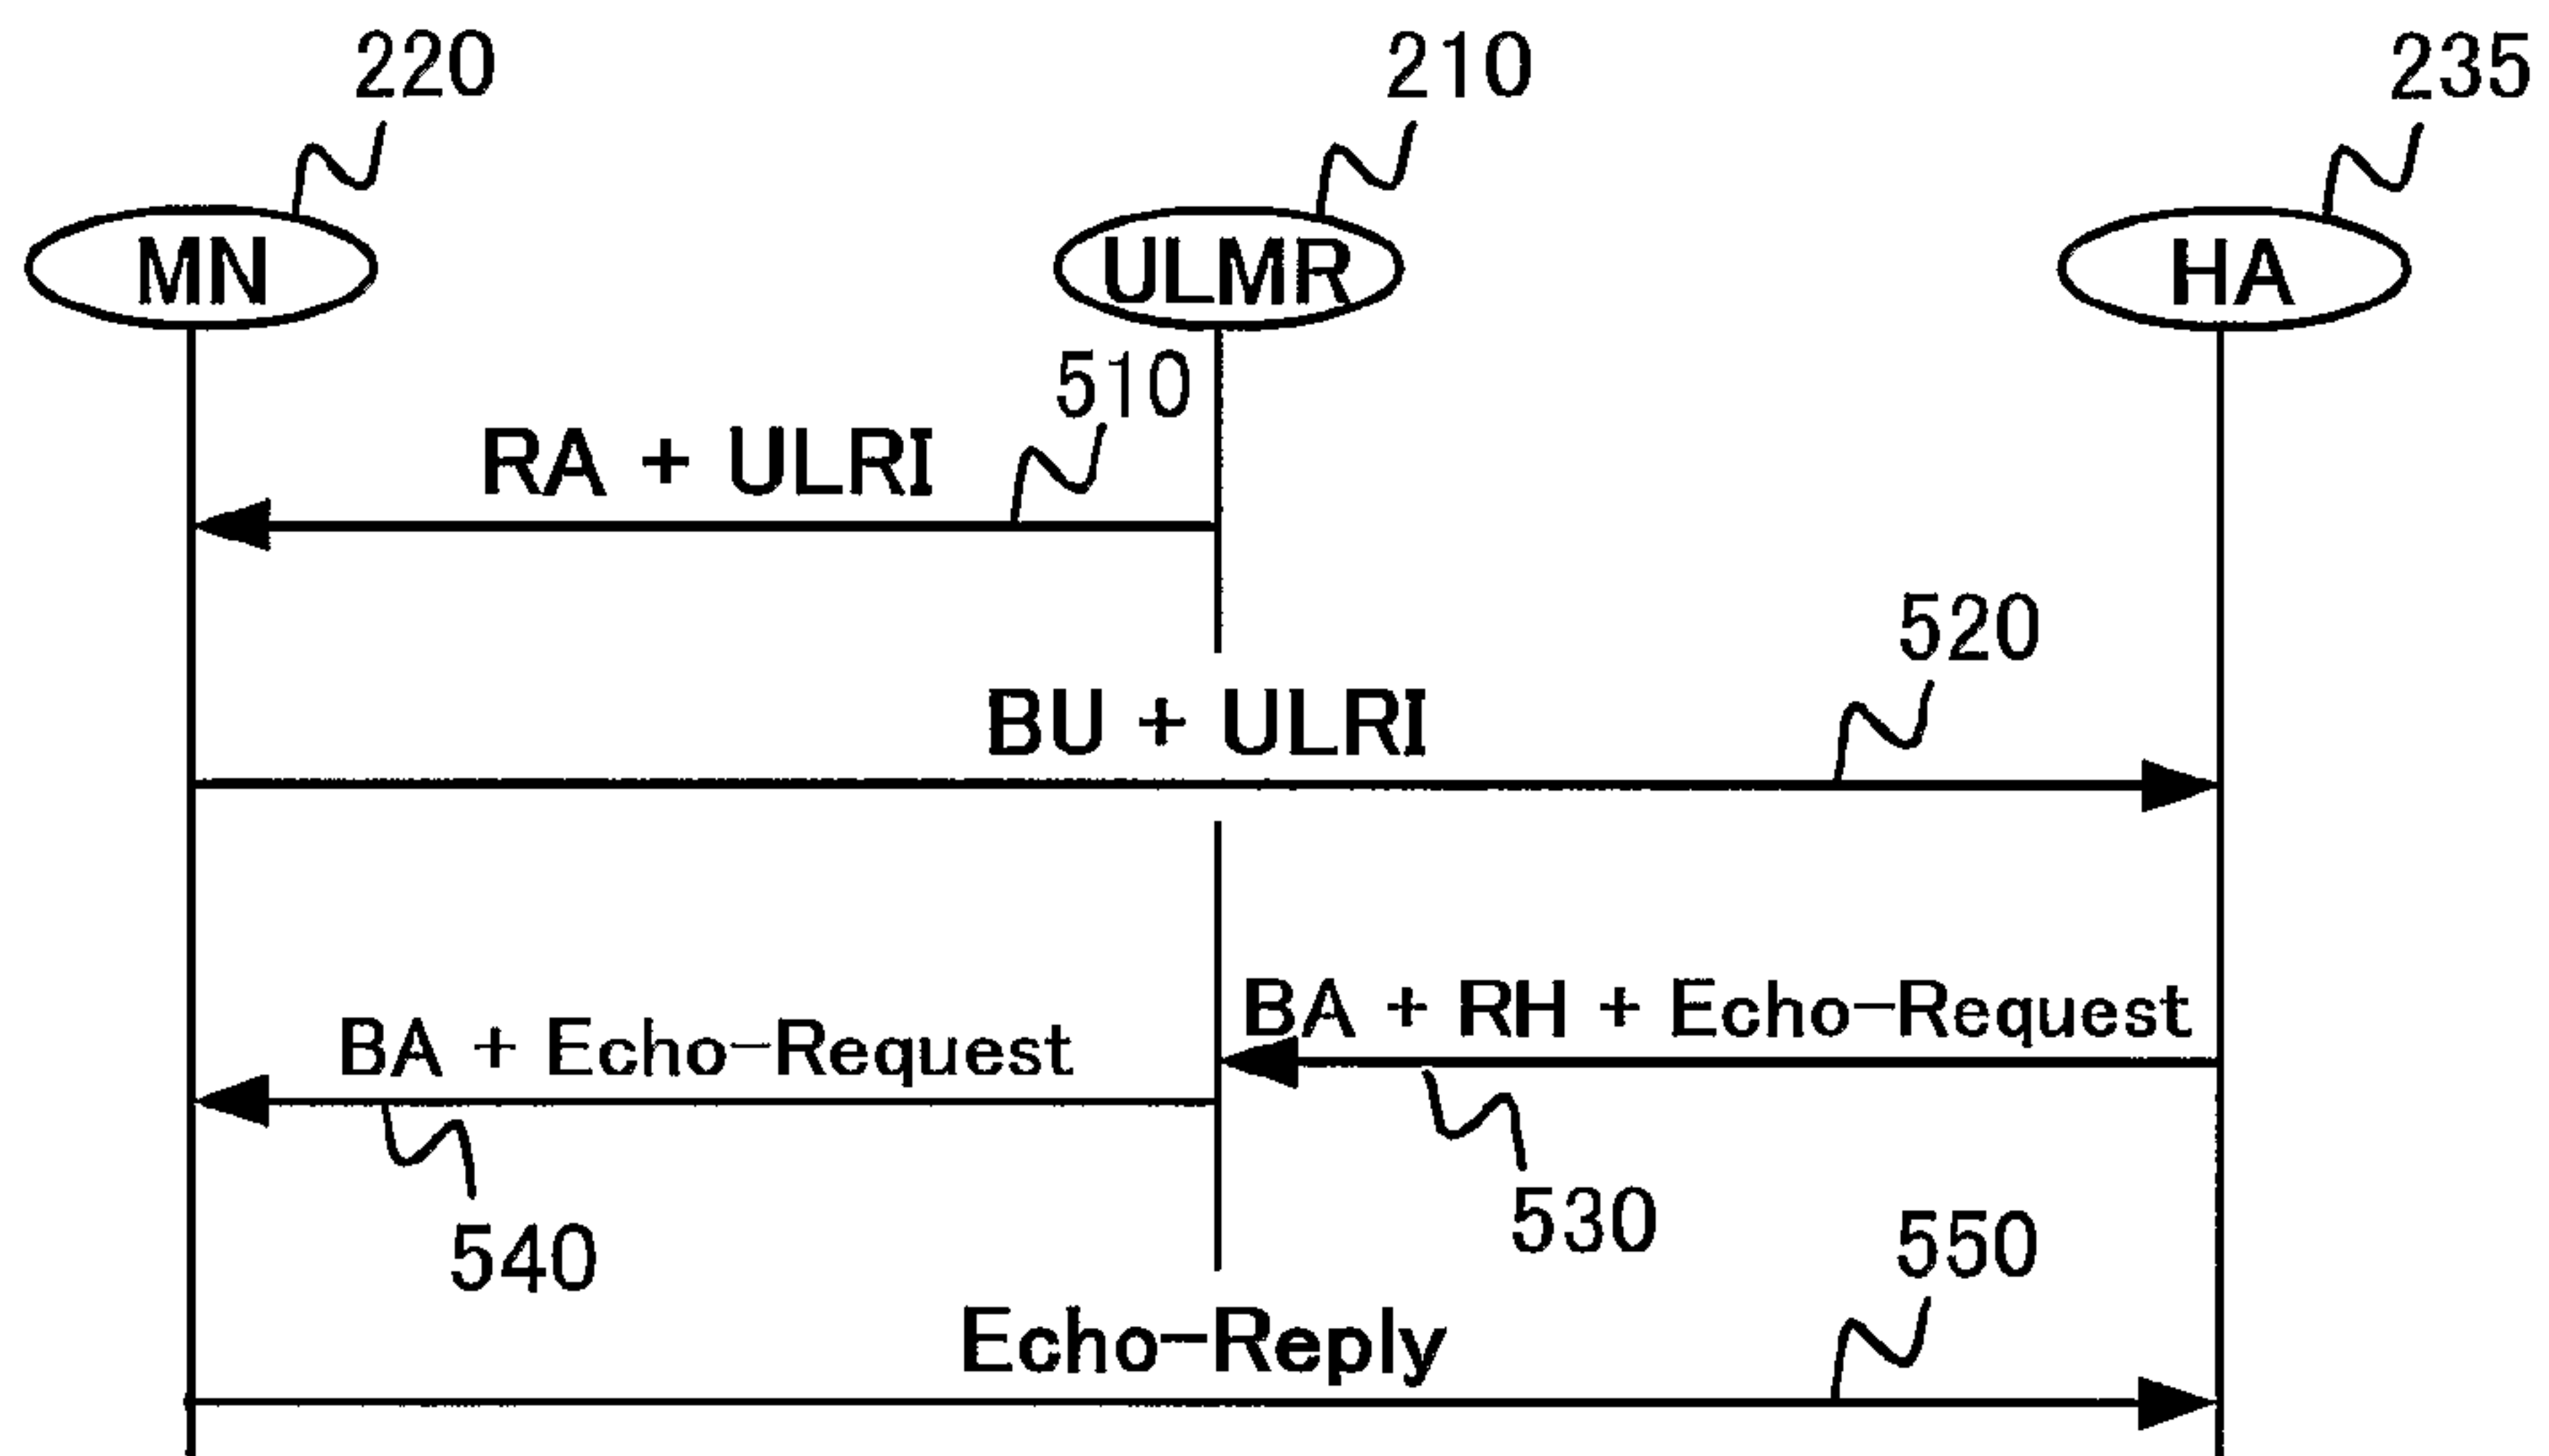 220
210
235
MN
ULMR
HA
510
RA + ULRI
520
BU + ULRI
BA + RH + Echo-Request
BA + Echo-Request
530
540
550
Echo-Reply